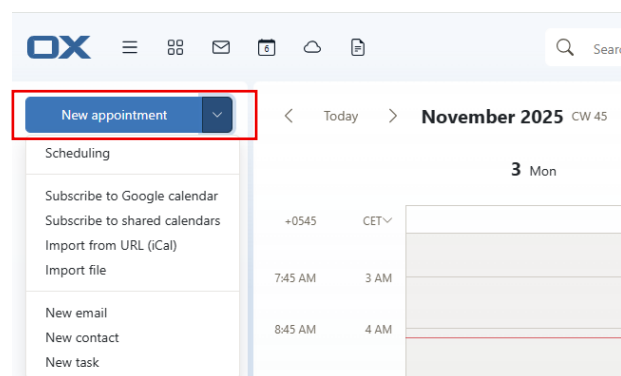 OX
6
Sear
New appointment
Today
November 2025 CW 45
Scheduling
3 Mon
Subscribe to Google calendar
Subscribe to shared calendars
+0545 CET
Import from URL (iCal)
Import file
7:45 AM 3 AM
New email
8:45 AM 4 AM
New contact
New task